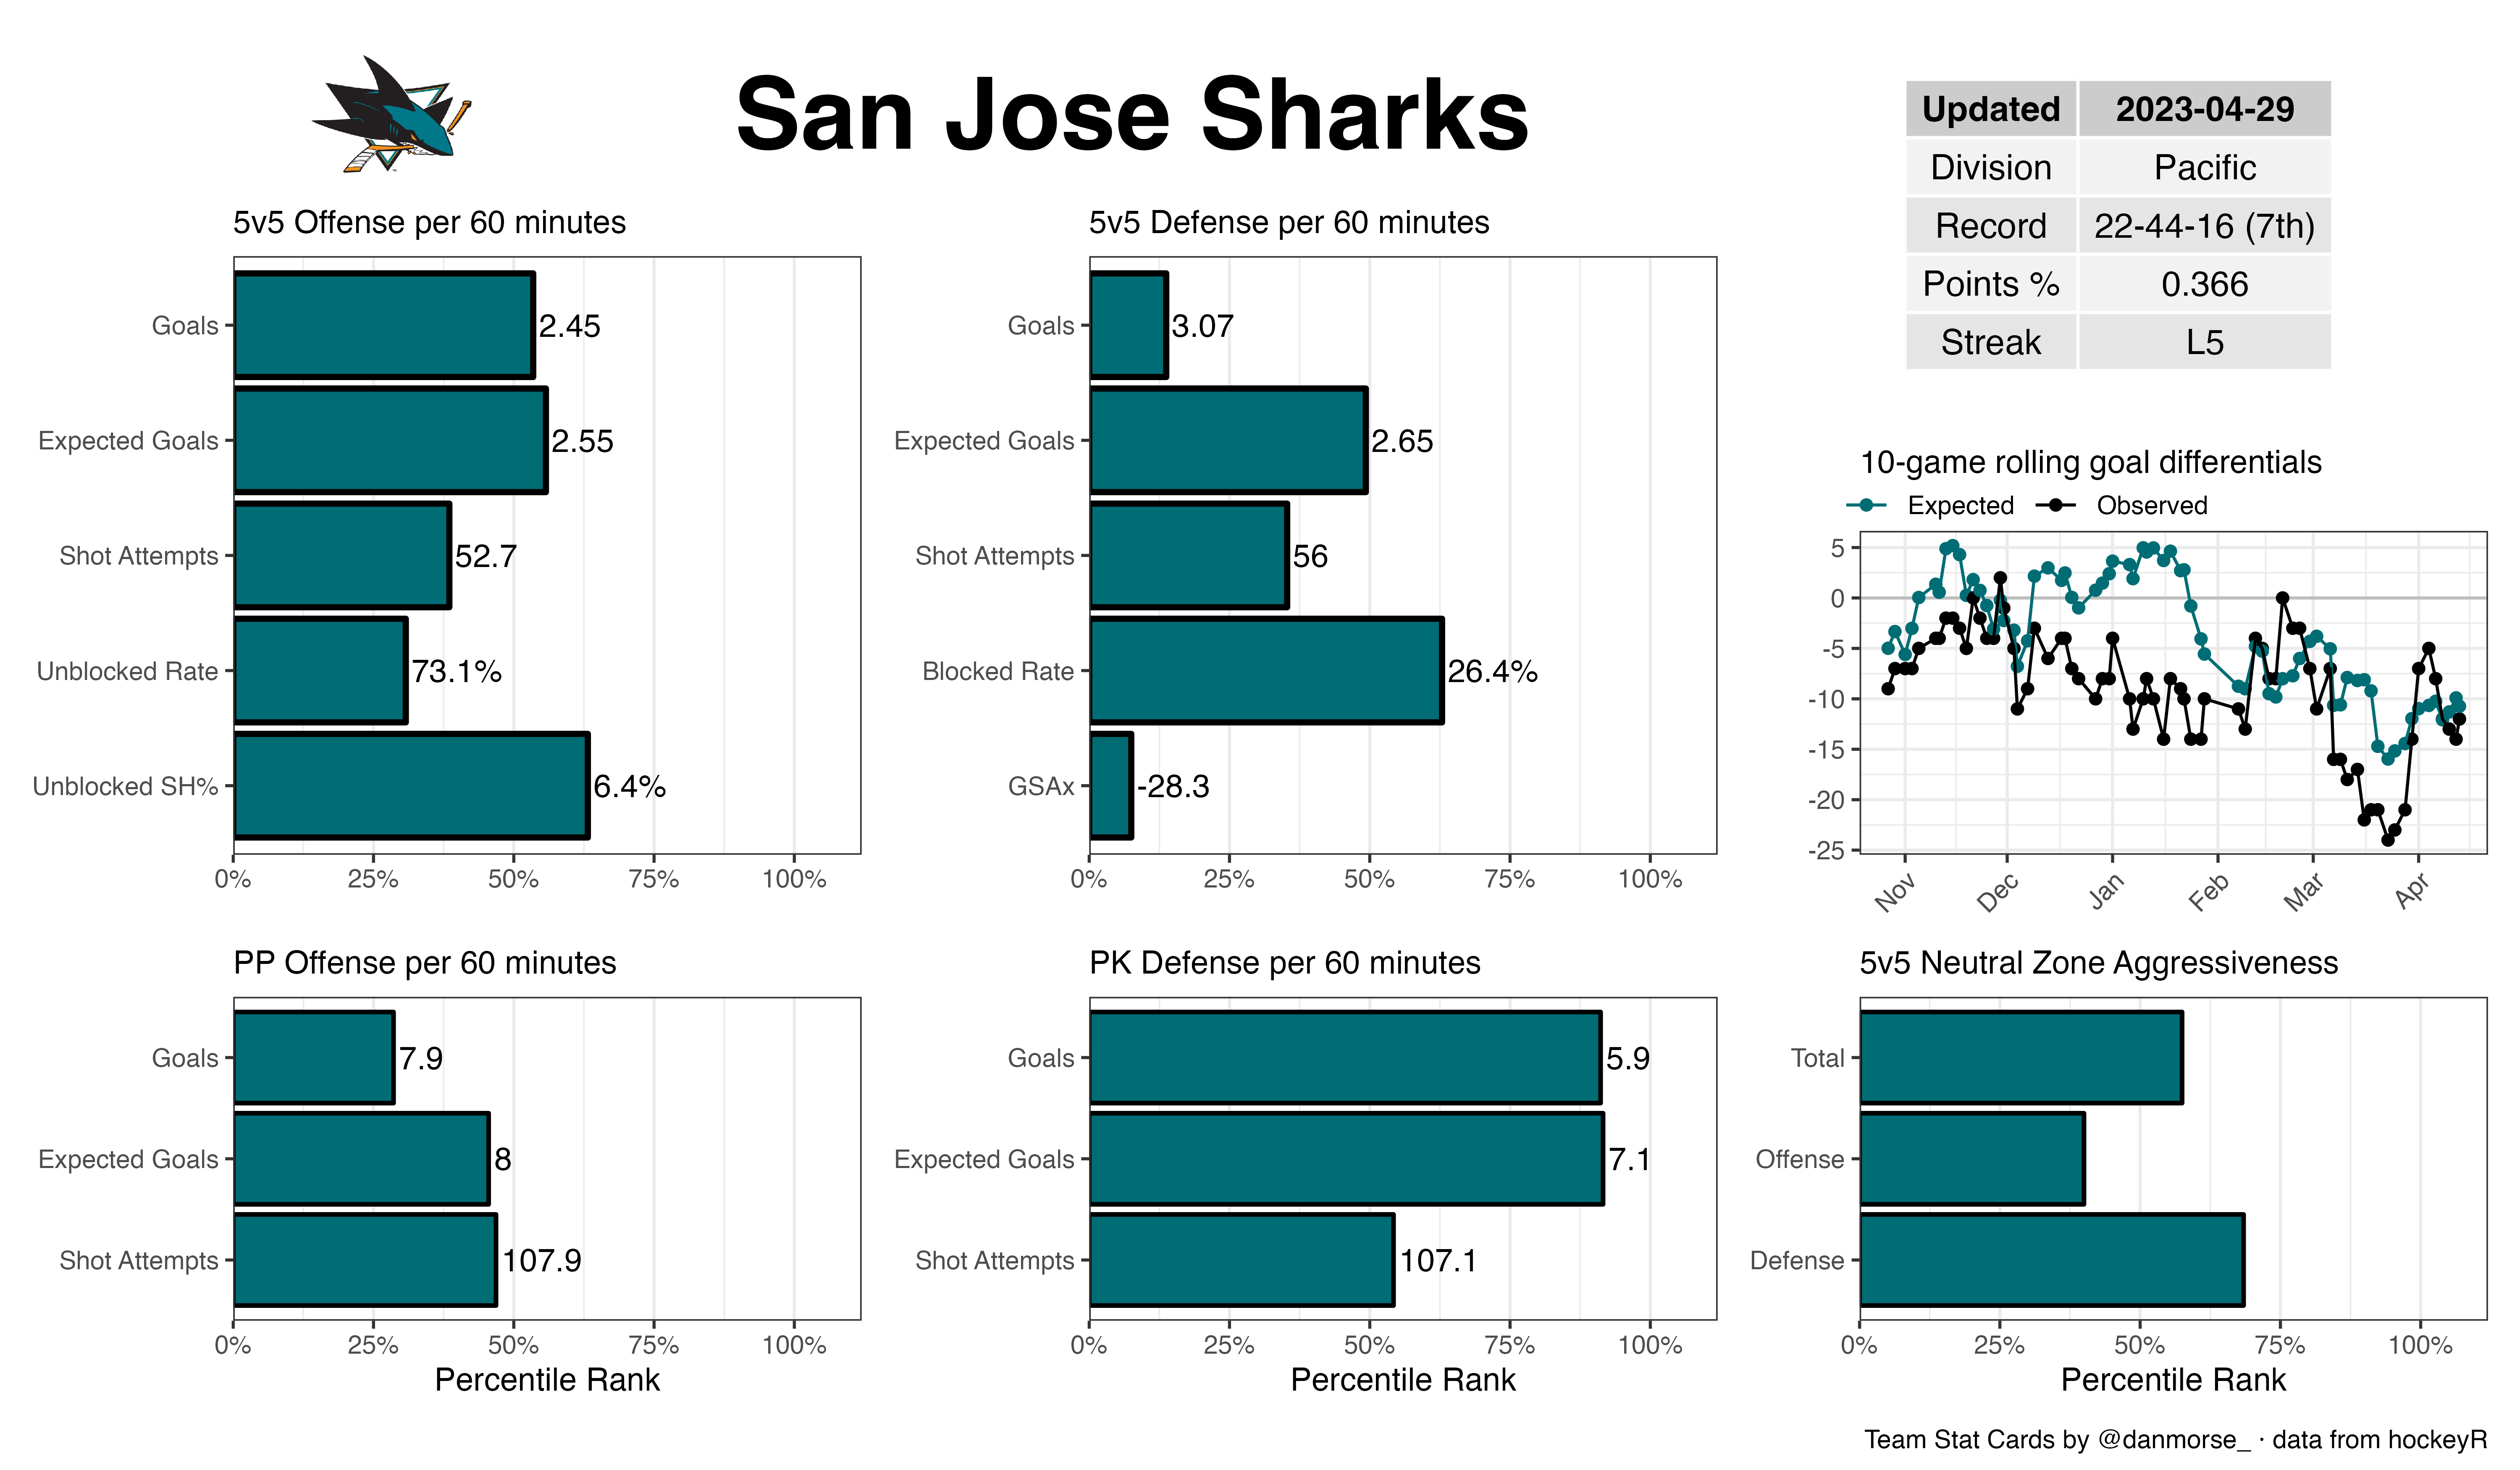 San Jose Sharks
Updated 2023-04-29
Division Pacific
Record 22-44-16 (7th)
Points % 0.366
Streak L5
5v5 Offense per 60 minutes
Goals 2.45
Expected Goals 2.55
Shot Attempts 52.7
Unblocked Rate 73.1%
Unblocked SH% 6.4%
0% 25% 50% 75% 100%
5v5 Defense per 60 minutes
Goals 3.07
Expected Goals 2.65
Shot Attempts 56
Blocked Rate 26.4%
GSAx -28.3
0% 25% 50% 75% 100%
10-game rolling goal differentials
Expected Observed
5
0
-5
-10
-15
-20
-25
Nov Dec Jan Feb Mar Apr
PP Offense per 60 minutes
Goals 7.9
Expected Goals 8
Shot Attempts 107.9
0% 25% 50% 75% 100%
Percentile Rank
PK Defense per 60 minutes
Goals 5.9
Expected Goals 7.1
Shot Attempts 107.1
0% 25% 50% 75% 100%
Percentile Rank
5v5 Neutral Zone Aggressiveness
Total
Offense
Defense
0% 25% 50% 75% 100%
Percentile Rank
Team Stat Cards by @danmorse_ · data from hockeyR